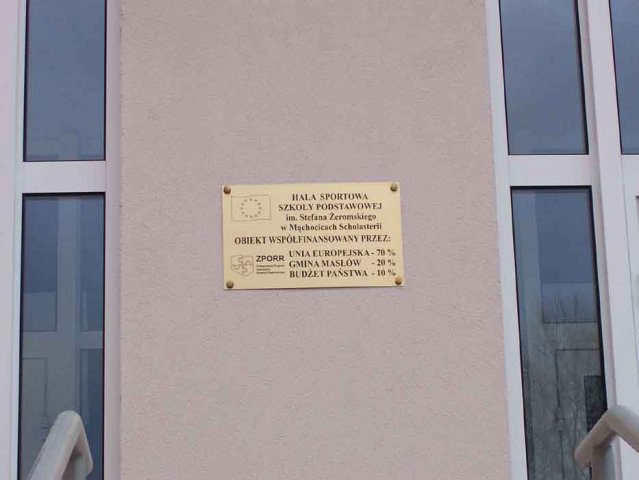 HALA SPORTOWA
SZKOŁY PODSTAWOWEJ
im. Stefana Żeromskiego
w Mąchocicach Scholasterii
OBIEKT WSPÓŁFINANSOWANY PRZEZ:
ZPORR
UNIA EUROPEJSKA - 70 %
GMINA MASŁÓW - 20 %
BUDŻET PAŃSTWA - 10 %